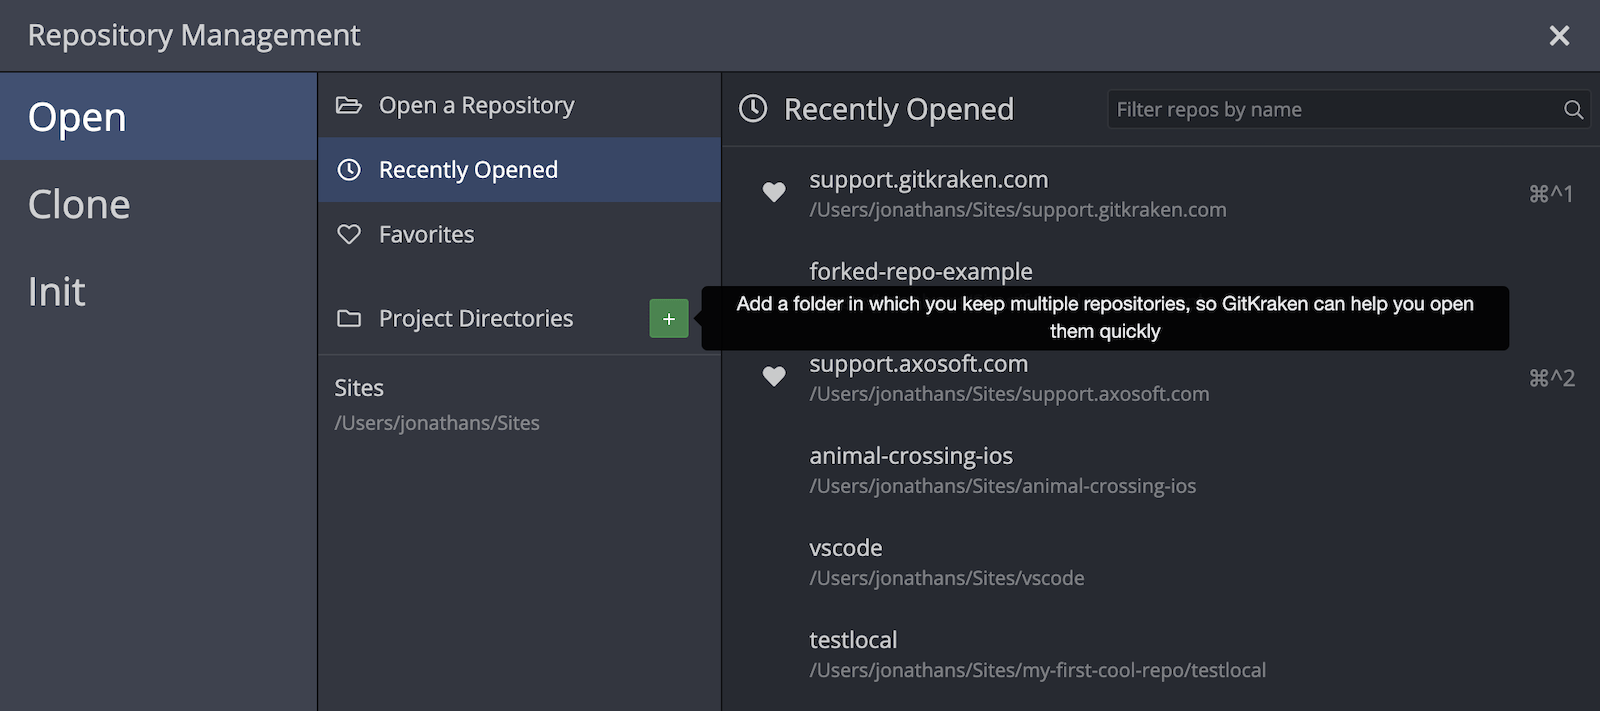 Repository Management
Open
Clone
Init
Open a Repository
Recently Opened
Favorites
Project Directories
+
Sites
/Users/jonathans/Sites
Recently Opened
Filter repos by name
support.gitkraken.com
⌘^1
/Users/jonathans/Sites/support.gitkraken.com
forked-repo-example
Add a folder in which you keep multiple repositories, so GitKraken can help you open
them quickly
support.axosoft.com
⌘^2
/Users/jonathans/Sites/support.axosoft.com
animal-crossing-ios
/Users/jonathans/Sites/animal-crossing-ios
vscode
/Users/jonathans/Sites/vscode
testlocal
/Users/jonathans/Sites/my-first-cool-repo/testlocal